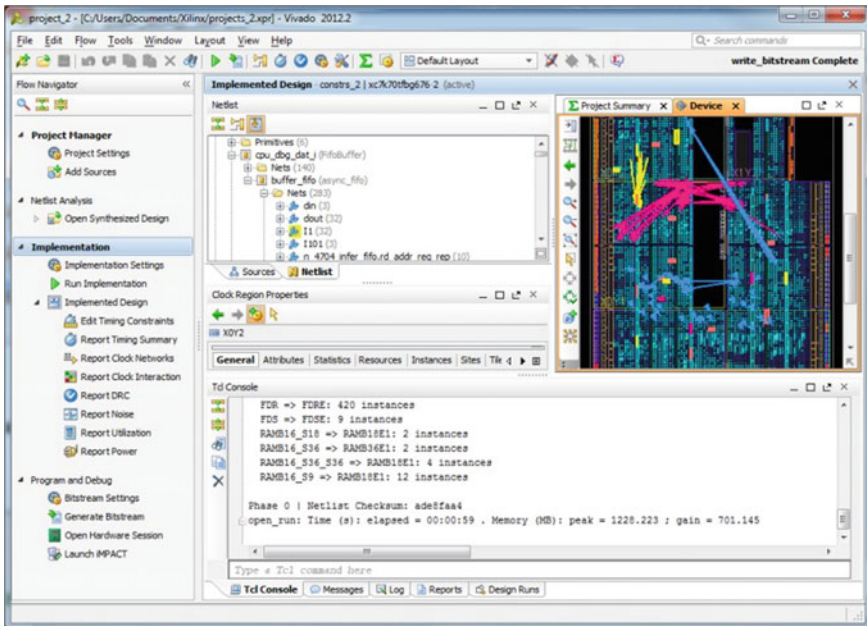 project_2 - [C:/Users/Documents/Xilinx/projects_2.xpr] - Vivado 2012.2
File Edit Flow Tools Window Layout View Help
Search commands
Default Layout
write_bitstream Complete
Flow Navigator
Project Manager
Project Settings
Add Sources
Netlist Analysis
Open Synthesized Design
Implementation
Implementation Settings
Run Implementation
Implemented Design
Edit Timing Constraints
Report Timing Summary
Report Clock Networks
Report Clock Interaction
Report DRC
Report Noise
Report Utilization
Report Power
Program and Debug
Bitstream Settings
Generate Bitstream
Open Hardware Session
Launch iMPACT
Implemented Design - constrs_2 | xc7k70tfbg676-2 (active)
Netlist
Primitives (6)
cpu_dbg_dat_i (FifoBuffer)
Nets (140)
buffer_fifo (async_fifo)
Nets (283)
din (3)
dout (32)
I1 (32)
I101 (3)
n_4704_infer_fifo.rd_addr_req_rep (10)
Sources Netlist
Clock Region Properties
X0Y2
General Attributes Statistics Resources Instances Sites
Project Summary Device
Tcl Console
FDR => FDRE: 420 instances
FDS => FDSE: 9 instances
RAMB16_S18 => RAMB18E1: 2 instances
RAMB16_S36 => RAMB36E1: 2 instances
RAMB16_S36_S36 => RAMB18E1: 4 instances
RAMB16_S9 => RAMB18E1: 12 instances
Phase 0 | Netlist Checksum: ade8faa4
open_run: Time (s): elapsed = 00:00:59 . Memory (MB): peak = 1228.223 ; gain = 701.145
Type a Tcl command here
Tcl Console Messages Log Reports Design Runs